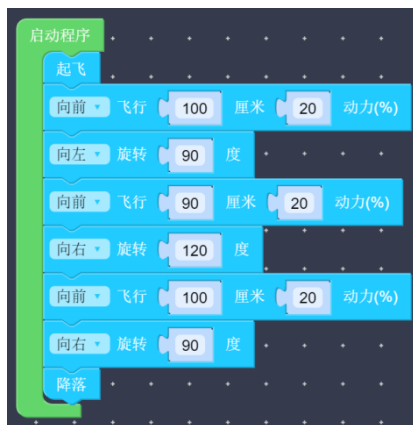 启动程序
起飞
向前 飞行 100 厘米 20 动力(%)
向左 旋转 90 度
向前 飞行 90 厘米 20 动力(%)
向右 旋转 120 度
向前 飞行 100 厘米 20 动力(%)
向右 旋转 90 度
降落